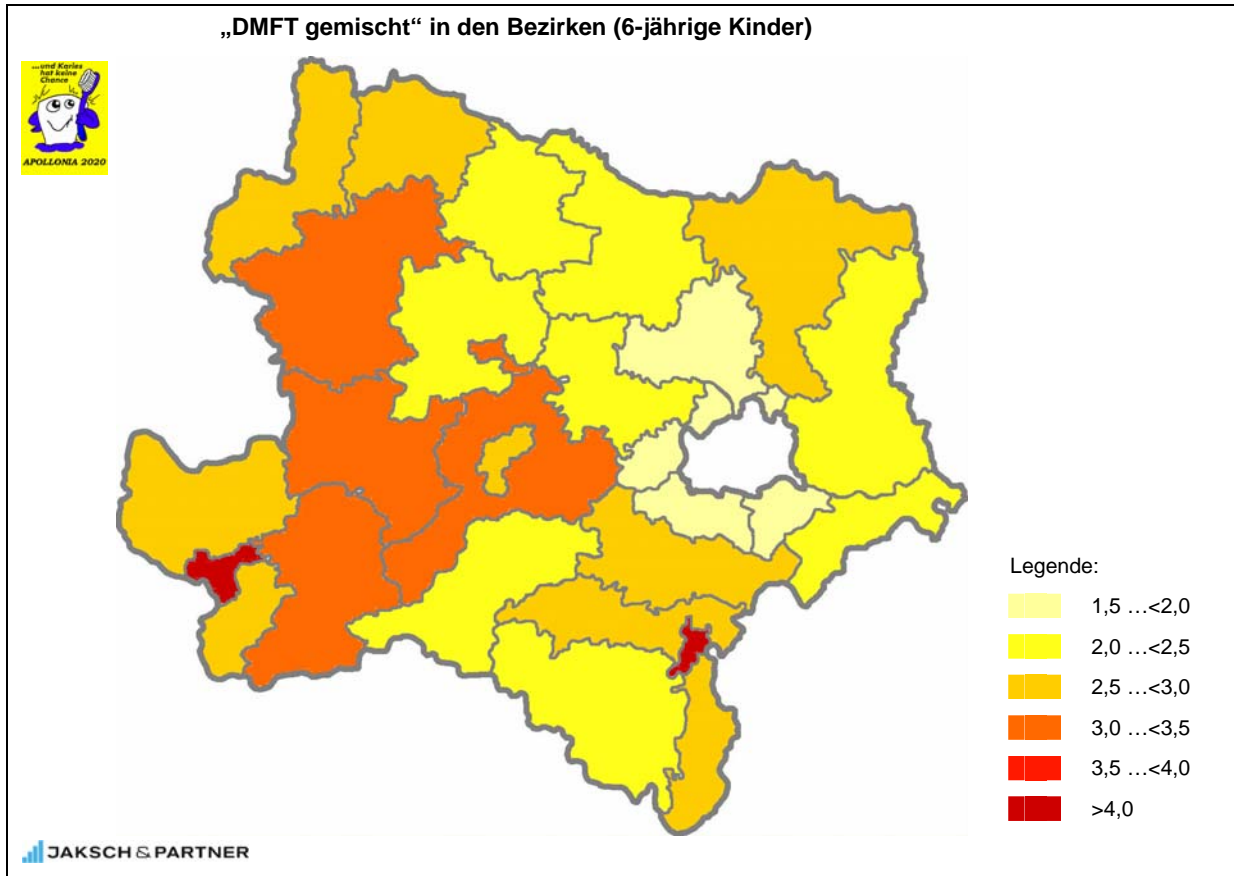 „DMFT gemischt“ in den Bezirken (6-jährige Kinder)
...und Karies
hat keine
Chance
APOLLONIA 2020
Legende:
1,5 …<2,0
2,0 …<2,5
2,5 …<3,0
3,0 …<3,5
3,5 …<4,0
>4,0
JAKSCH & PARTNER